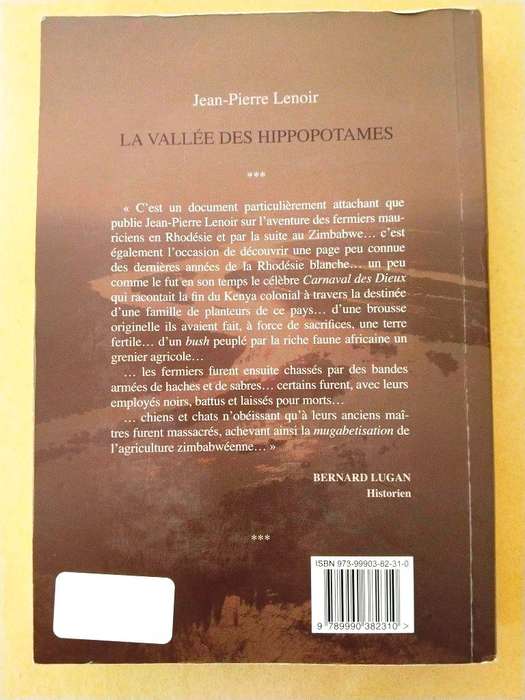 Jean-Pierre Lenoir
LA VALLÉE DES HIPPOPOTAMES
***
« C'est un document particulièrement attachant que
publie Jean-Pierre Lenoir sur l'aventure des fermiers mau-
riciens en Rhodésie et par la suite au Zimbabwe… c'est
également l'occasion de découvrir une page peu connue
des dernières années de la Rhodésie blanche… un peu
comme le fut en son temps le célèbre Carnaval des Dieux
qui racontait la fin du Kenya colonial à travers la destinée
d'une famille de planteurs de ce pays… d'une brousse
originelle ils avaient fait, à force de sacrifices, une terre
fertile… d'un bush peuplé par la riche faune africaine un
grenier agricole…
… les fermiers furent ensuite chassés par des bandes
armées de haches et de sabres… certains furent, avec leurs
employés noirs, battus et laissés pour morts…
… chiens et chats n'obéissant qu'à leurs anciens maî-
tres furent massacrés, achevant ainsi la mugabetisation de
l'agriculture zimbabwéenne… »
BERNARD LUGAN
Historien
***
ISBN 973-99903-82-31-0
9 789990 382310 >